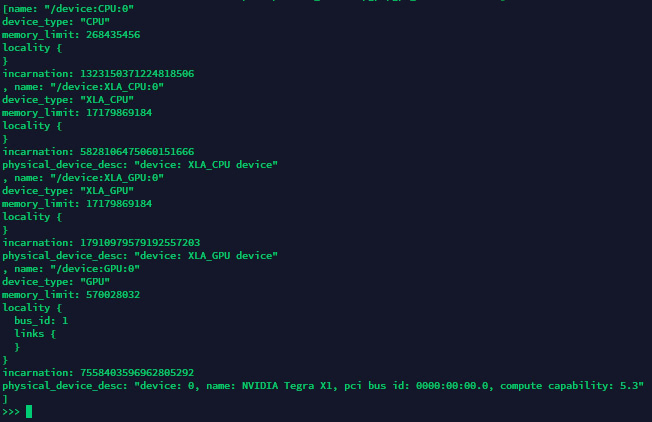 [name: "/device:CPU:0"
device_type: "CPU"
memory_limit: 268435456
locality {
}
incarnation: 1323150371224818506
, name: "/device:XLA_CPU:0"
device_type: "XLA_CPU"
memory_limit: 17179869184
locality {
}
incarnation: 5828106475060151666
physical_device_desc: "device: XLA_CPU device"
, name: "/device:XLA_GPU:0"
device_type: "XLA_GPU"
memory_limit: 17179869184
locality {
}
incarnation: 17910979579192557203
physical_device_desc: "device: XLA_GPU device"
, name: "/device:GPU:0"
device_type: "GPU"
memory_limit: 570028032
locality {
  bus_id: 1
  links {
  }
}
incarnation: 7558403596962805292
physical_device_desc: "device: 0, name: NVIDIA Tegra X1, pci bus id: 0000:00:00.0, compute capability: 5.3"
]
>>>